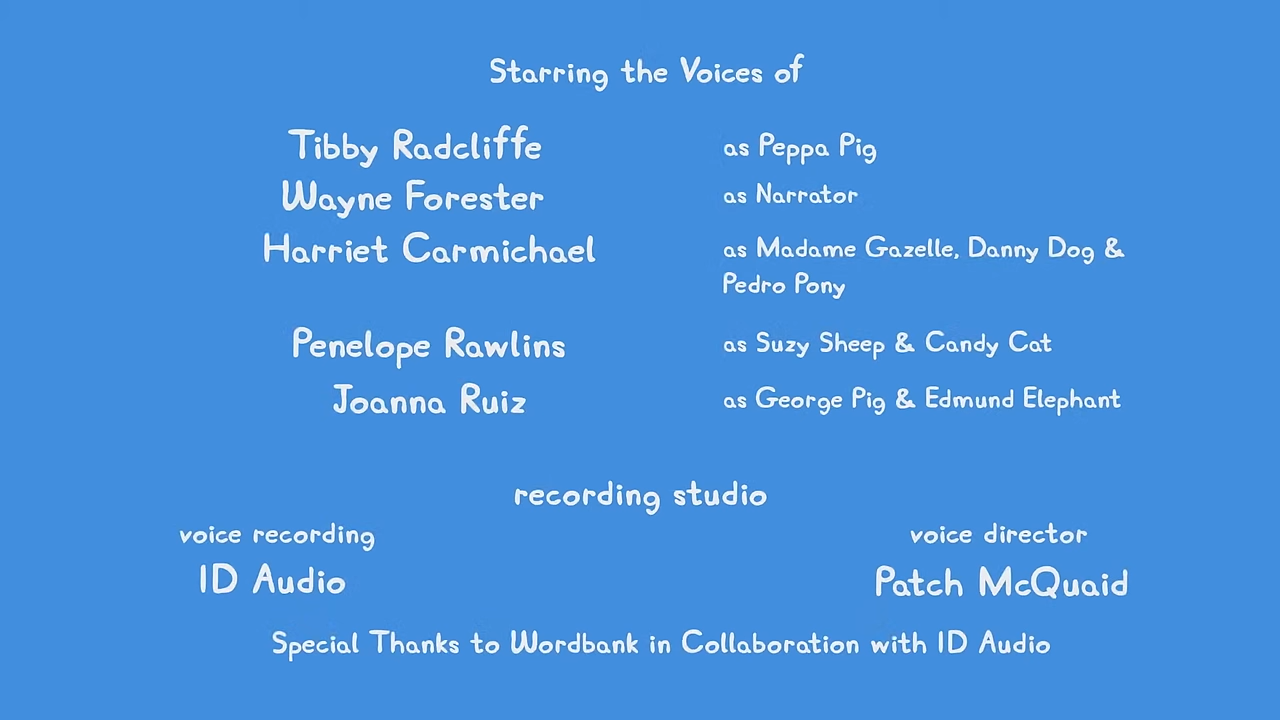 Starring the Voices of
Tibby Radcliffe as Peppa Pig
Wayne Forester as Narrator
Harriet Carmichael as Madame Gazelle, Danny Dog &
Pedro Pony
Penelope Rawlins as Suzy Sheep & Candy Cat
Joanna Ruiz as George Pig & Edmund Elephant
recording studio
voice recording voice director
ID Audio Patch McQuaid
Special Thanks to Wordbank in Collaboration with ID Audio